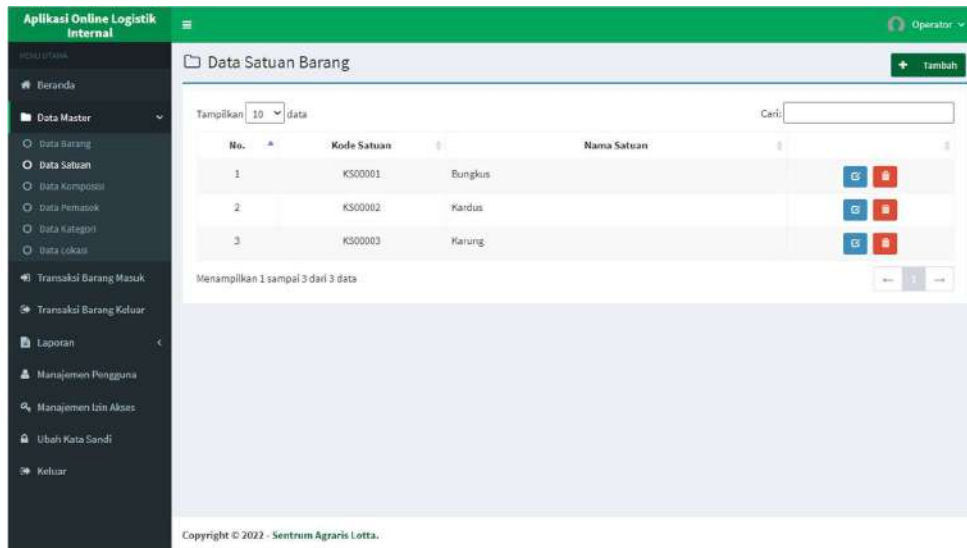 Aplikasi Online Logistik
Internal
Operator
MENU UTAMA
Beranda
Data Master
Data Barang
Data Satuan
Data Komposisi
Data Pemasok
Data Kategori
Data Lokasi
Transaksi Barang Masuk
Transaksi Barang Keluar
Laporan
Manajemen Pengguna
Manajemen Izin Akses
Ubah Kata Sandi
Keluar
Data Satuan Barang
+ Tambah
Tampilkan 10 data
Cari:
No. Kode Satuan Nama Satuan
1 KS00001 Bungkus
2 KS00002 Kardus
3 KS00003 Karung
Menampilkan 1 sampai 3 dari 3 data
← 1 →
Copyright © 2022 - Sentrum Agraris Lotta.